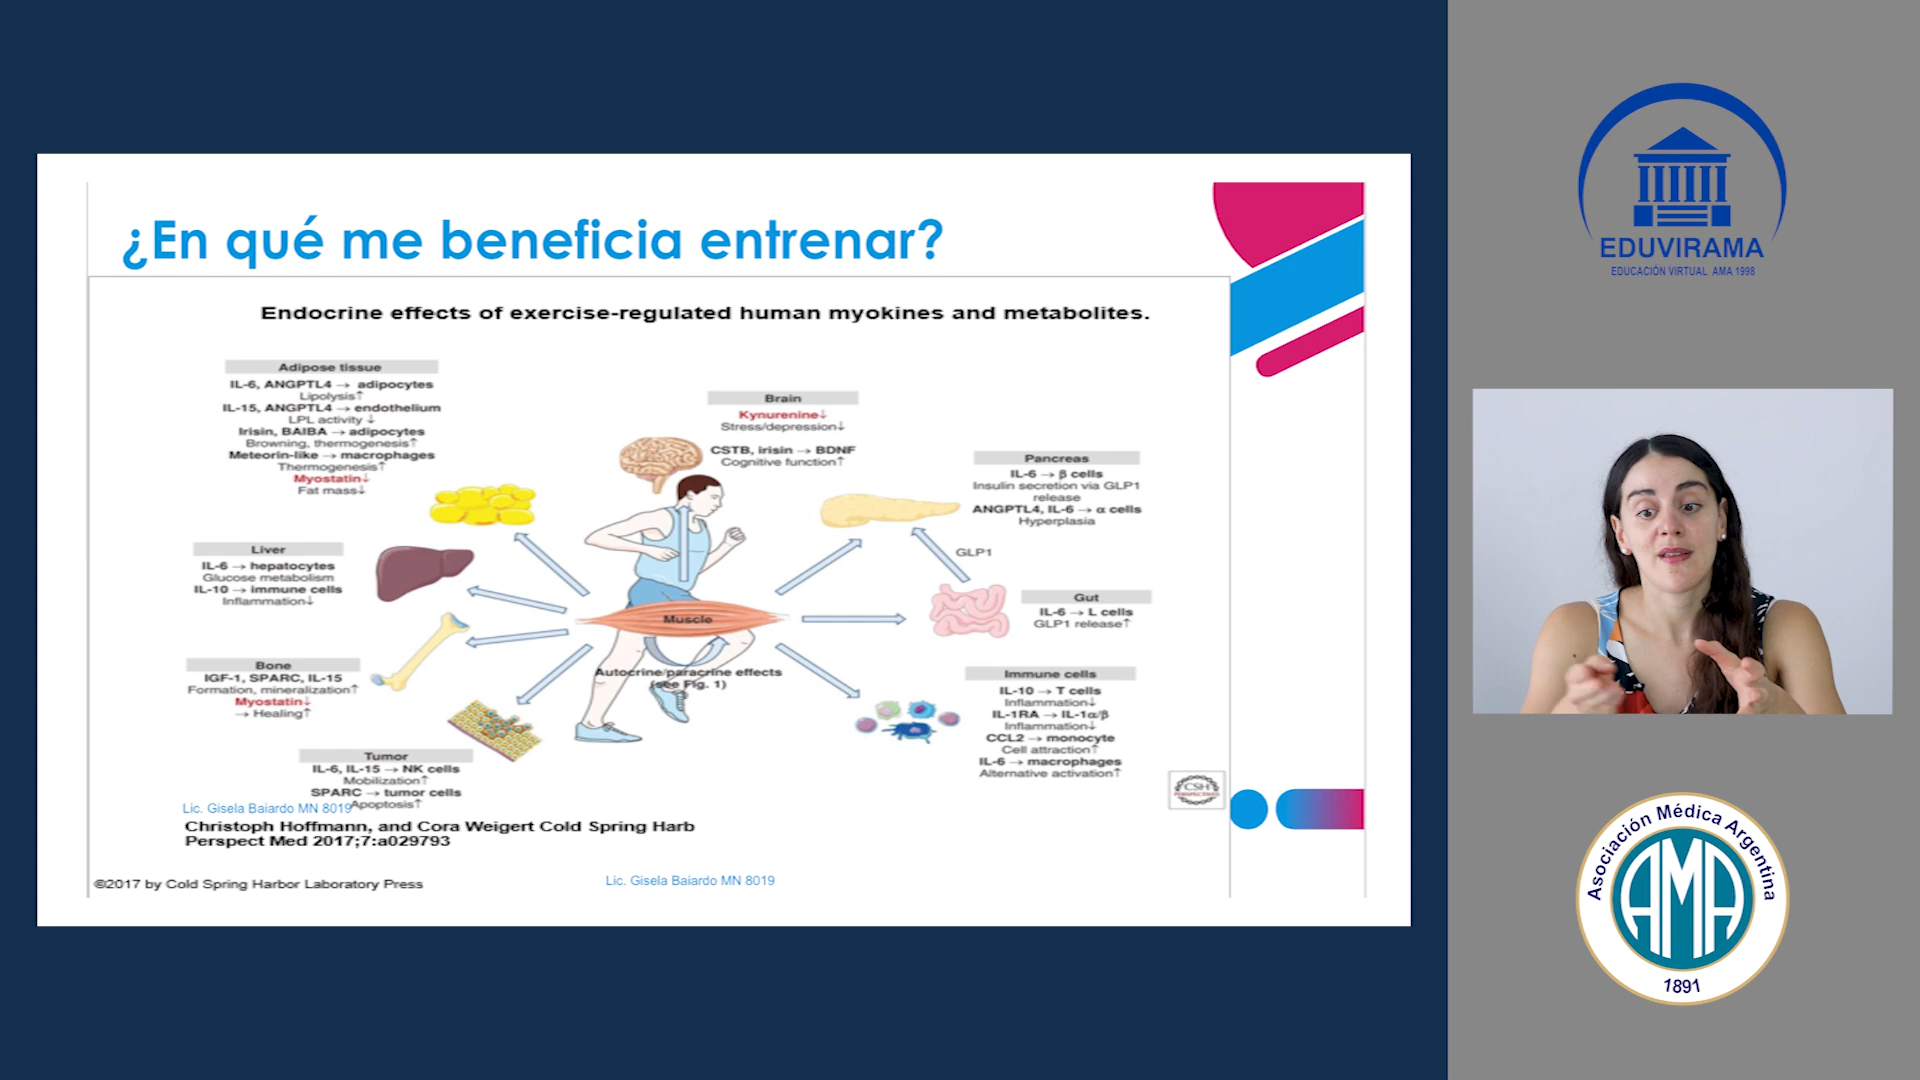 ¿En qué me beneficia entrenar?
Endocrine effects of exercise-regulated human myokines and metabolites.
Adipose tissue
IL-6, ANGPTL4 → adipocytes
Lipolysis↑
IL-15, ANGPTL4 → endothelium
LPL activity ↓
Irisin, BAIBA → adipocytes
Browning, thermogenesis↑
Meteorin-like → macrophages
Thermogenesis↑
Myostatin↓
Fat mass↓
Brain
Kynurenine↓
Stress/depression↓
CSTB, irisin → BDNF
Cognitive function↑
Pancreas
IL-6 → β cells
Insulin secretion via GLP1
release
ANGPTL4, IL-6 → α cells
Hyperplasia
GLP1
Liver
IL-6 → hepatocytes
Glucose metabolism
IL-10 → immune cells
Inflammation↓
Gut
IL-6 → L cells
GLP1 release↑
Muscle
Autocrine/paracrine effects
(see Fig. 1)
Bone
IGF-1, SPARC, IL-15
Formation, mineralization↑
Myostatin↓
→ Healing↑
Immune cells
IL-10 → T cells
Inflammation↓
IL-1RA → IL-1α/β
Inflammation↓
CCL2 → monocyte
Cell attraction↑
IL-6 → macrophages
Alternative activation↑
Tumor
IL-6, IL-15 → NK cells
Mobilization↑
SPARC → tumor cells
Apoptosis↑
Lic. Gisela Baiardo MN 8019
Christoph Hoffmann, and Cora Weigert Cold Spring Harb
Perspect Med 2017;7:a029793
CSH
PERSPECTIVES
©2017 by Cold Spring Harbor Laboratory Press
Lic. Gisela Baiardo MN 8019
EDUVIRAMA
EDUCACIÓN VIRTUAL AMA 1998
Asociación Médica Argentina
AMA
1891